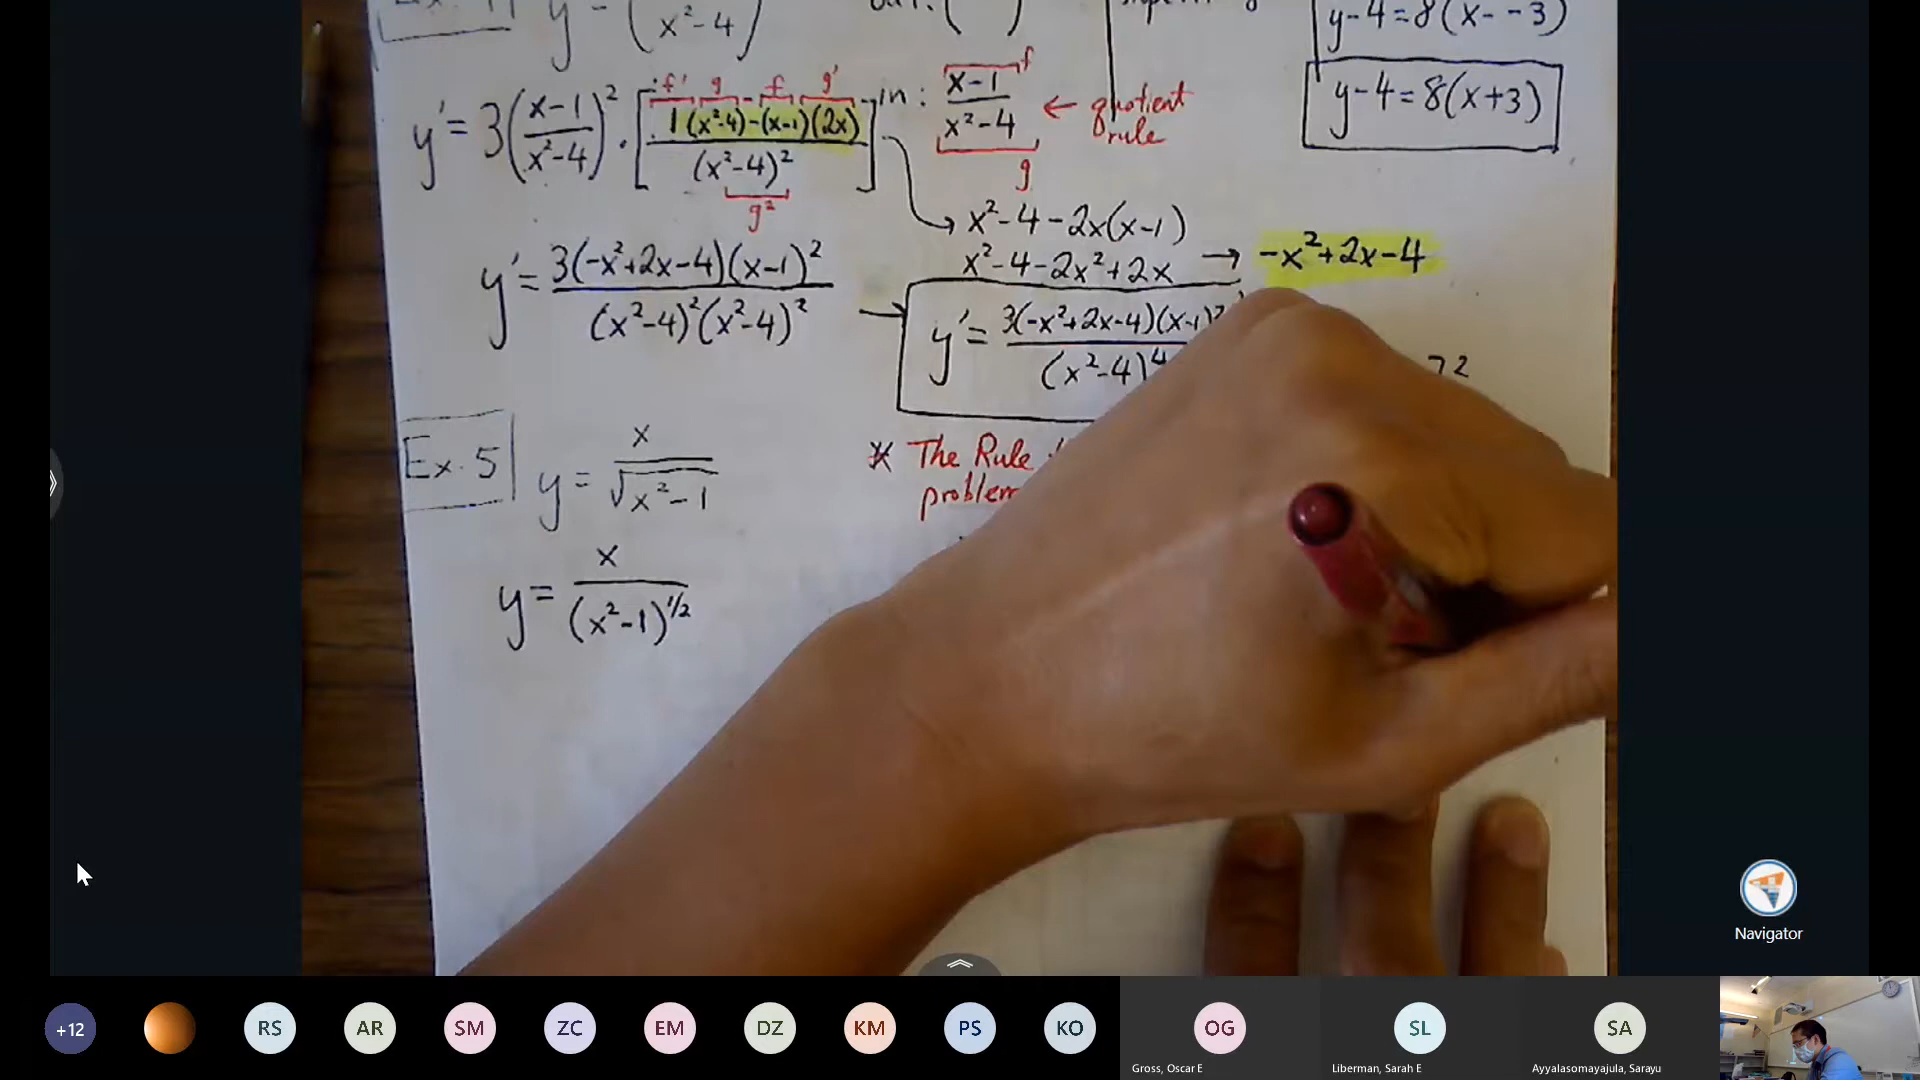 y - 4 = 8(x - -3)
y - 4 = 8(x+3)
x²-4
y' = 3(x-1/x²-4)² · [1(x²-4)-(x-1)(2x)/(x²-4)²]
f' g - f g'
g²
in: x-1/x²-4 ← quotient rule
f
g
x²-4-2x(x-1)
x²-4-2x²+2x → -x²+2x-4
y' = 3(-x²+2x-4)(x-1)²/(x²-4)²(x²-4)² →
y' = 3(-x²+2x-4)(x-1)²/(x²-4)⁴
Ex. 5 y = x/√x²-1
* The Rule
problem
y = x/(x²-1)^1/2
Navigator
+12
RS
AR
SM
ZC
EM
DZ
KM
PS
KO
OG
SL
SA
Gross, Oscar E
Liberman, Sarah E
Ayyalasomayajula, Sarayu